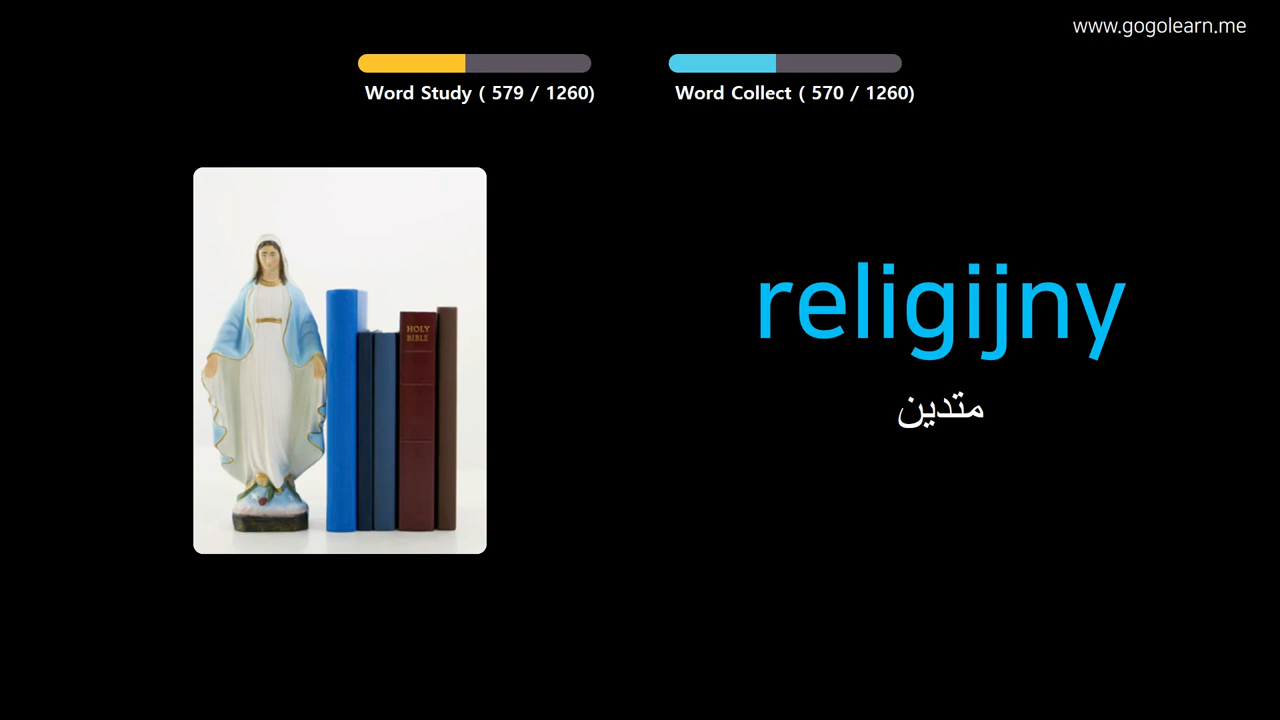 www.gogolearn.me
Word Study ( 579 / 1260)
Word Collect ( 570 / 1260)
HOLY
BIBLE
religijny
متدين